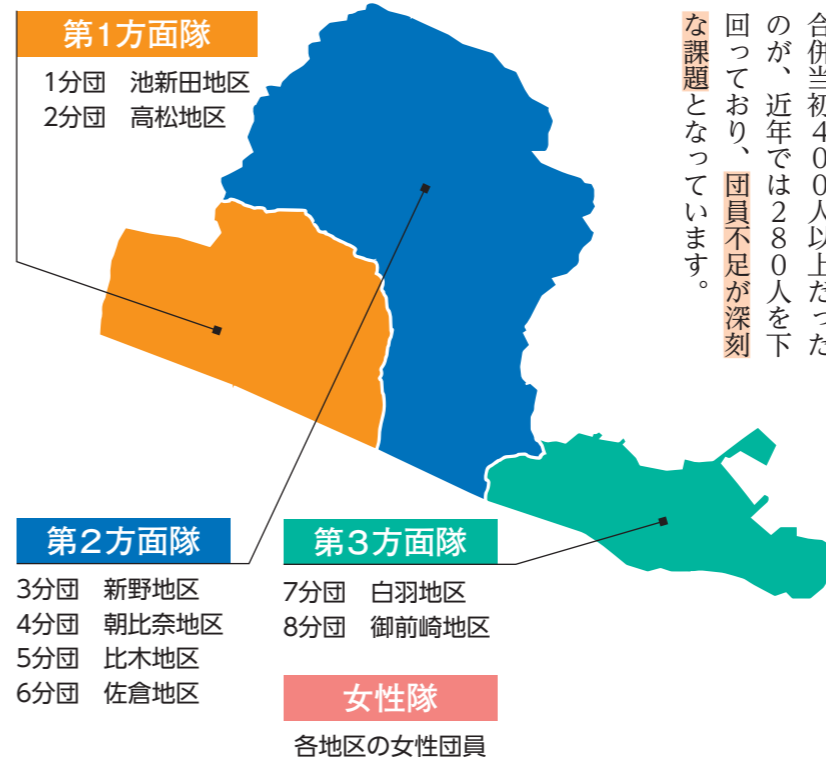 合併当初400人以上だった
のが、近年では280人を下
回っており、団員不足が深刻
な課題となっています。
第1方面隊
1分団 池新田地区
2分団 高松地区
第2方面隊
3分団 新野地区
4分団 朝比奈地区
5分団 比木地区
6分団 佐倉地区
第3方面隊
7分団 白羽地区
8分団 御前崎地区
女性隊
各地区の女性団員